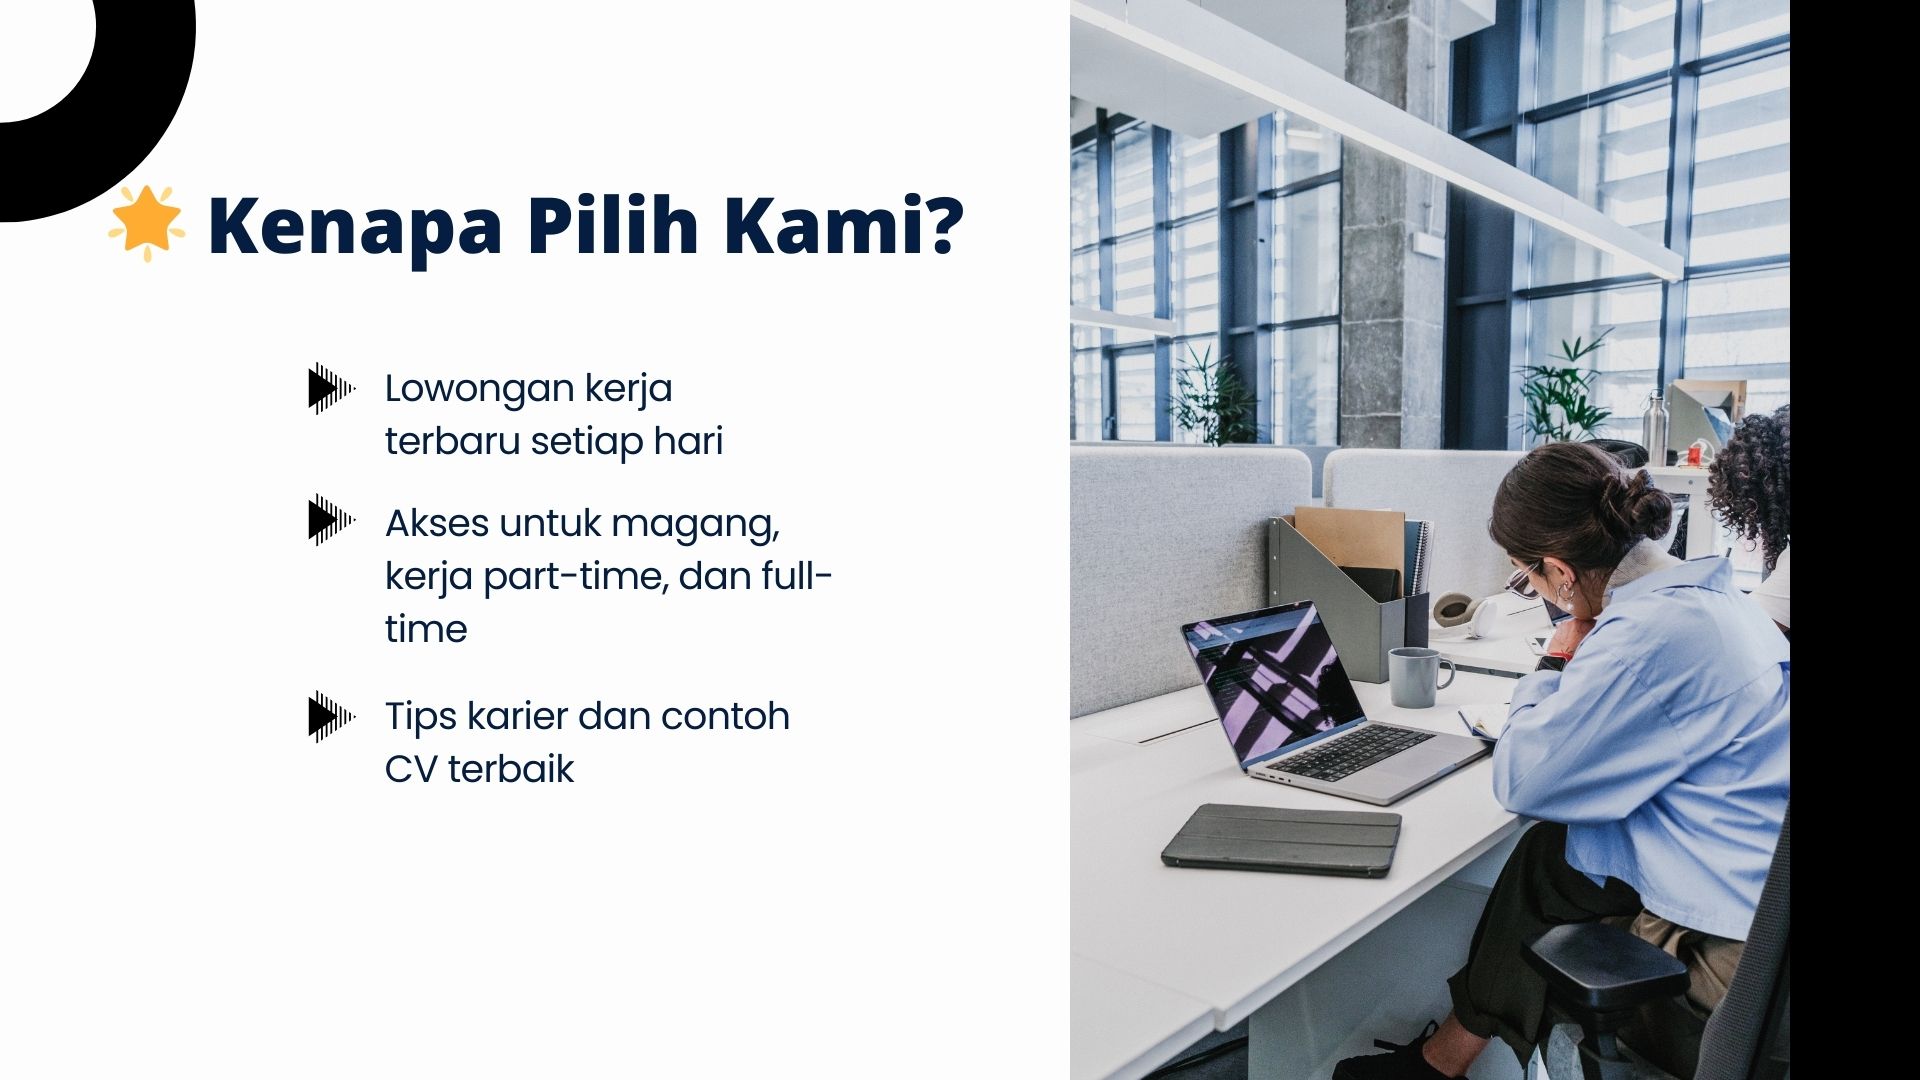 🌟 Kenapa Pilih Kami?
Lowongan kerja
terbaru setiap hari
Akses untuk magang,
kerja part-time, dan full-
time
Tips karier dan contoh
CV terbaik